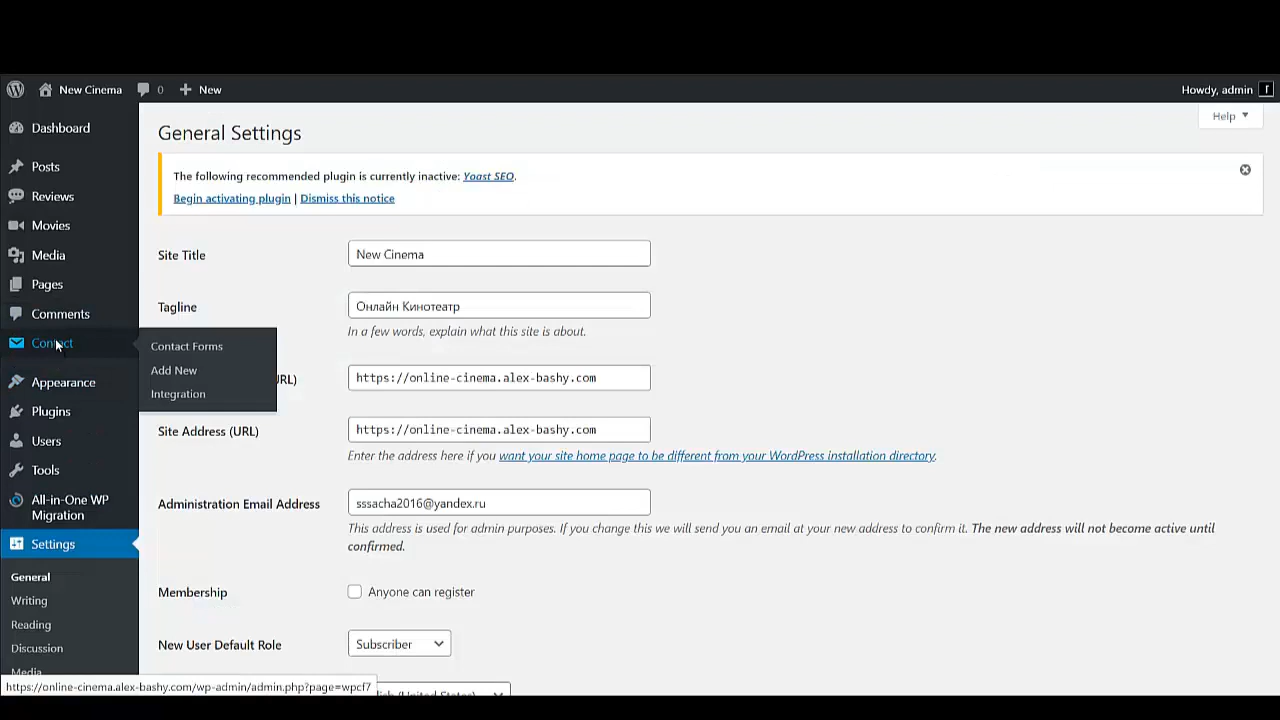 New Cinema 0 New Howdy, admin
Help
Dashboard
Posts
Reviews
Movies
Media
Pages
Comments
Contact
Contact Forms
Add New
Integration
Appearance
Plugins
Users
Tools
All-in-One WP
Migration
Settings
General
Writing
Reading
Discussion
Media
General Settings
The following recommended plugin is currently inactive: Yoast SEO.
Begin activating plugin | Dismiss this notice
Site Title New Cinema
Tagline Онлайн Кинотеатр
In a few words, explain what this site is about.
RL) https://online-cinema.alex-bashy.com
Site Address (URL) https://online-cinema.alex-bashy.com
Enter the address here if you want your site home page to be different from your WordPress installation directory.
Administration Email Address sssacha2016@yandex.ru
This address is used for admin purposes. If you change this we will send you an email at your new address to confirm it. The new address will not become active until
confirmed.
Membership Anyone can register
New User Default Role Subscriber
https://online-cinema.alex-bashy.com/wp-admin/admin.php?page=wpcf7
(United States)